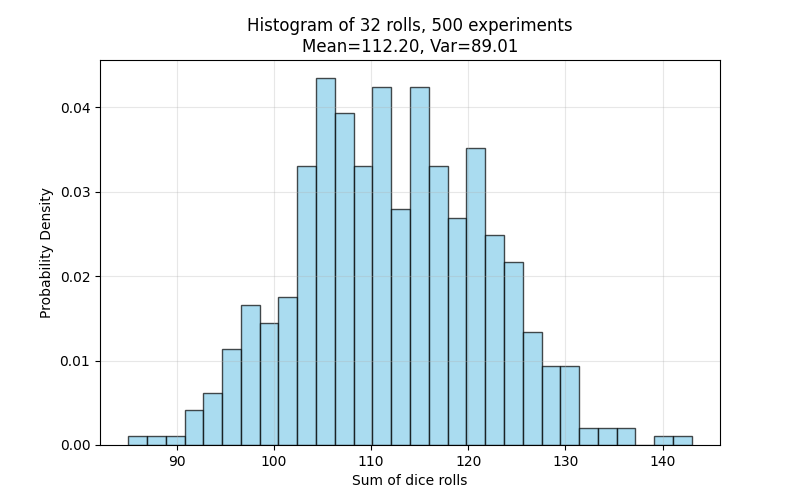 Histogram of 32 rolls, 500 experiments
Mean=112.20, Var=89.01
Probability Density
0.04
0.03
0.02
0.01
0.00
90 100 110 120 130 140
Sum of dice rolls